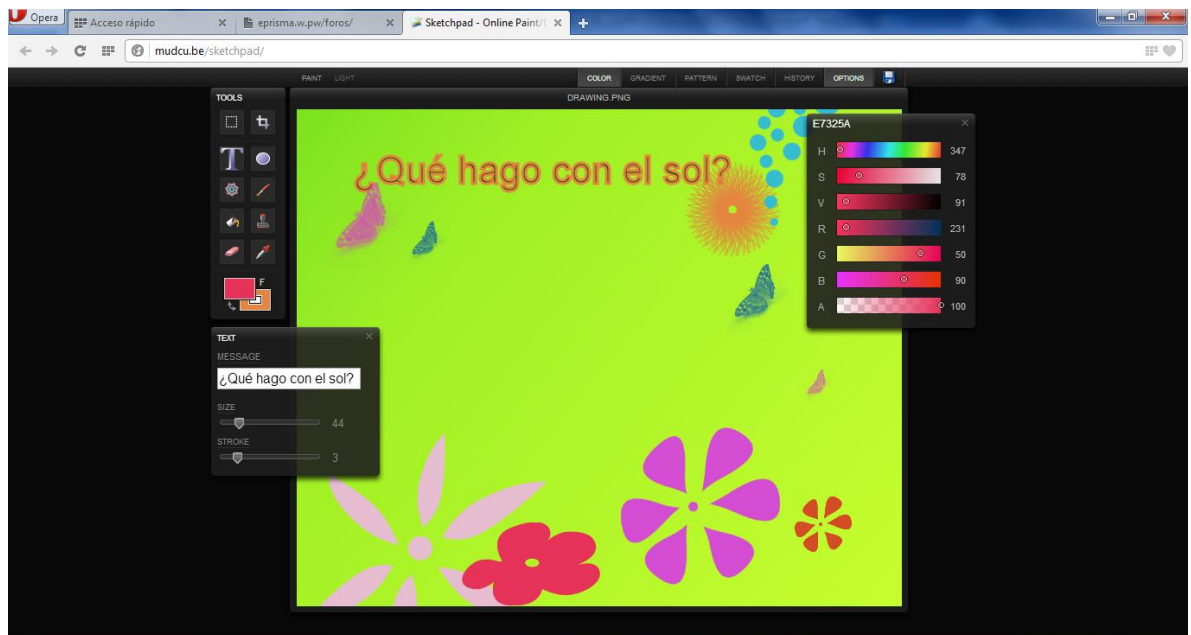 Opera
Acceso rápido
eprisma.w.pw/foros/
Sketchpad - Online Paint/
mudcu.be/sketchpad/
PAINT LIGHT
COLOR GRADIENT PATTERN SWATCH HISTORY OPTIONS
TOOLS
DRAWING.PNG
T
F
¿Qué hago con el sol?
E7325A
H 347
S 78
V 91
R 231
G 50
B 90
A 100
TEXT
MESSAGE
¿Qué hago con el sol?
SIZE
44
STROKE
3